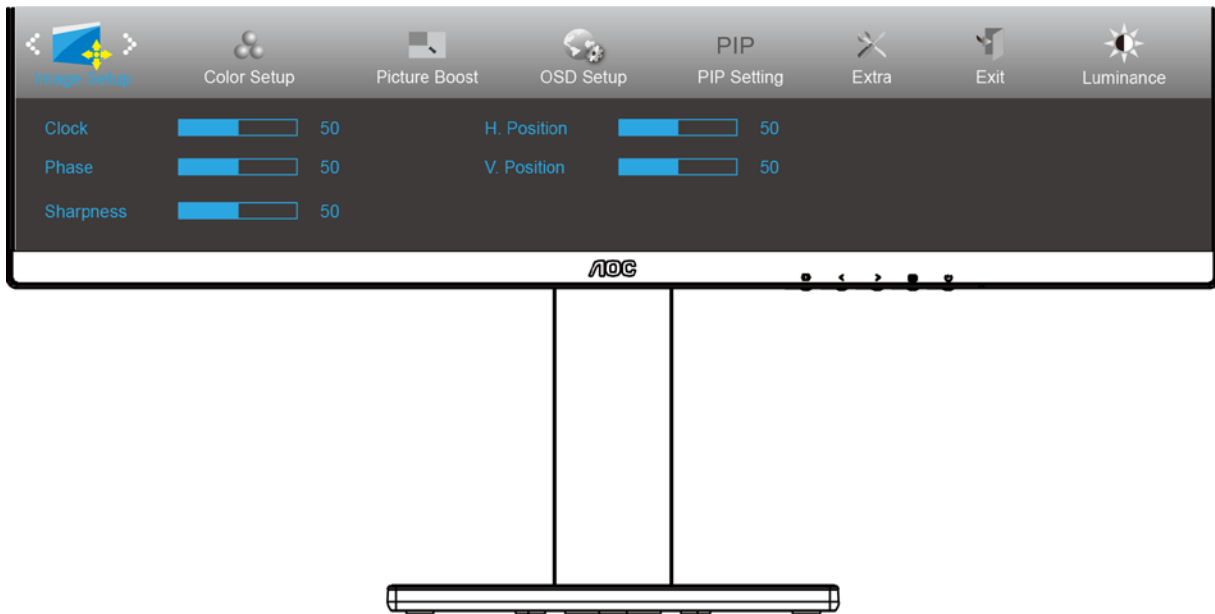 Image Setup
Color Setup
Picture Boost
OSD Setup
PIP
PIP Setting
Extra
Exit
Luminance
Clock 50 H. Position 50
Phase 50 V. Position 50
Sharpness 50
AOC